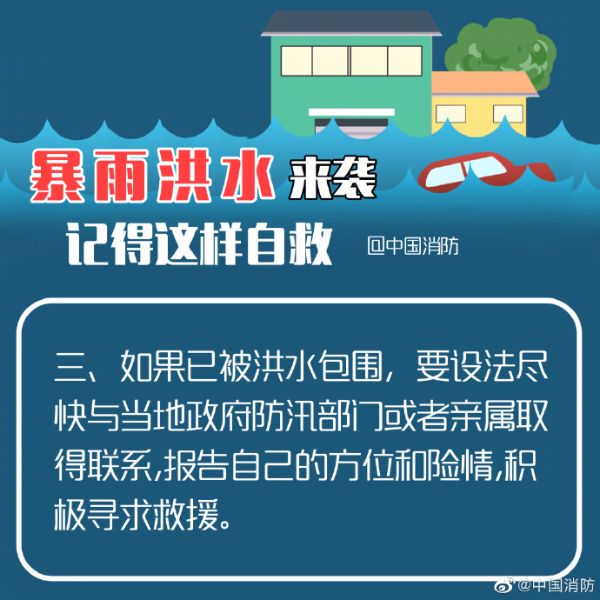 暴雨洪水来袭
记得这样自救 @中国消防
三、如果已被洪水包围，要设法尽
快与当地政府防汛部门或者亲属取
得联系,报告自己的方位和险情,积
极寻求救援。
@中国消防